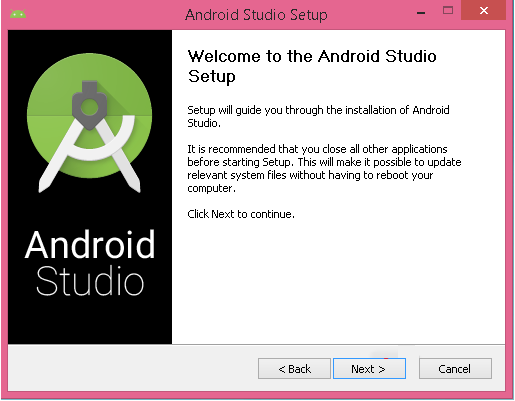 Android Studio Setup
Welcome to the Android Studio
Setup
Setup will guide you through the installation of Android
Studio.
It is recommended that you close all other applications
before starting Setup. This will make it possible to update
relevant system files without having to reboot your
computer.
Click Next to continue.
Android
Studio
< Back
Next >
Cancel